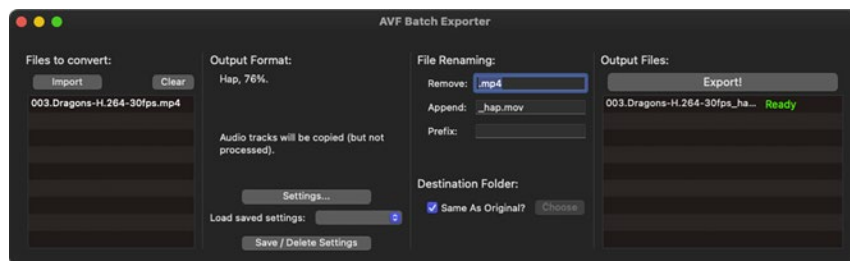 AVF Batch Exporter
Files to convert:
Import
Clear
003.Dragons-H.264-30fps.mp4
Output Format:
Hap, 76%.
Audio tracks will be copied (but not
processed).
Settings...
Load saved settings:
Save / Delete Settings
File Renaming:
Remove: .mp4
Append: _hap.mov
Prefix:
Destination Folder:
Same As Original?
Choose
Output Files:
Export!
003.Dragons-H.264-30fps_ha... Ready